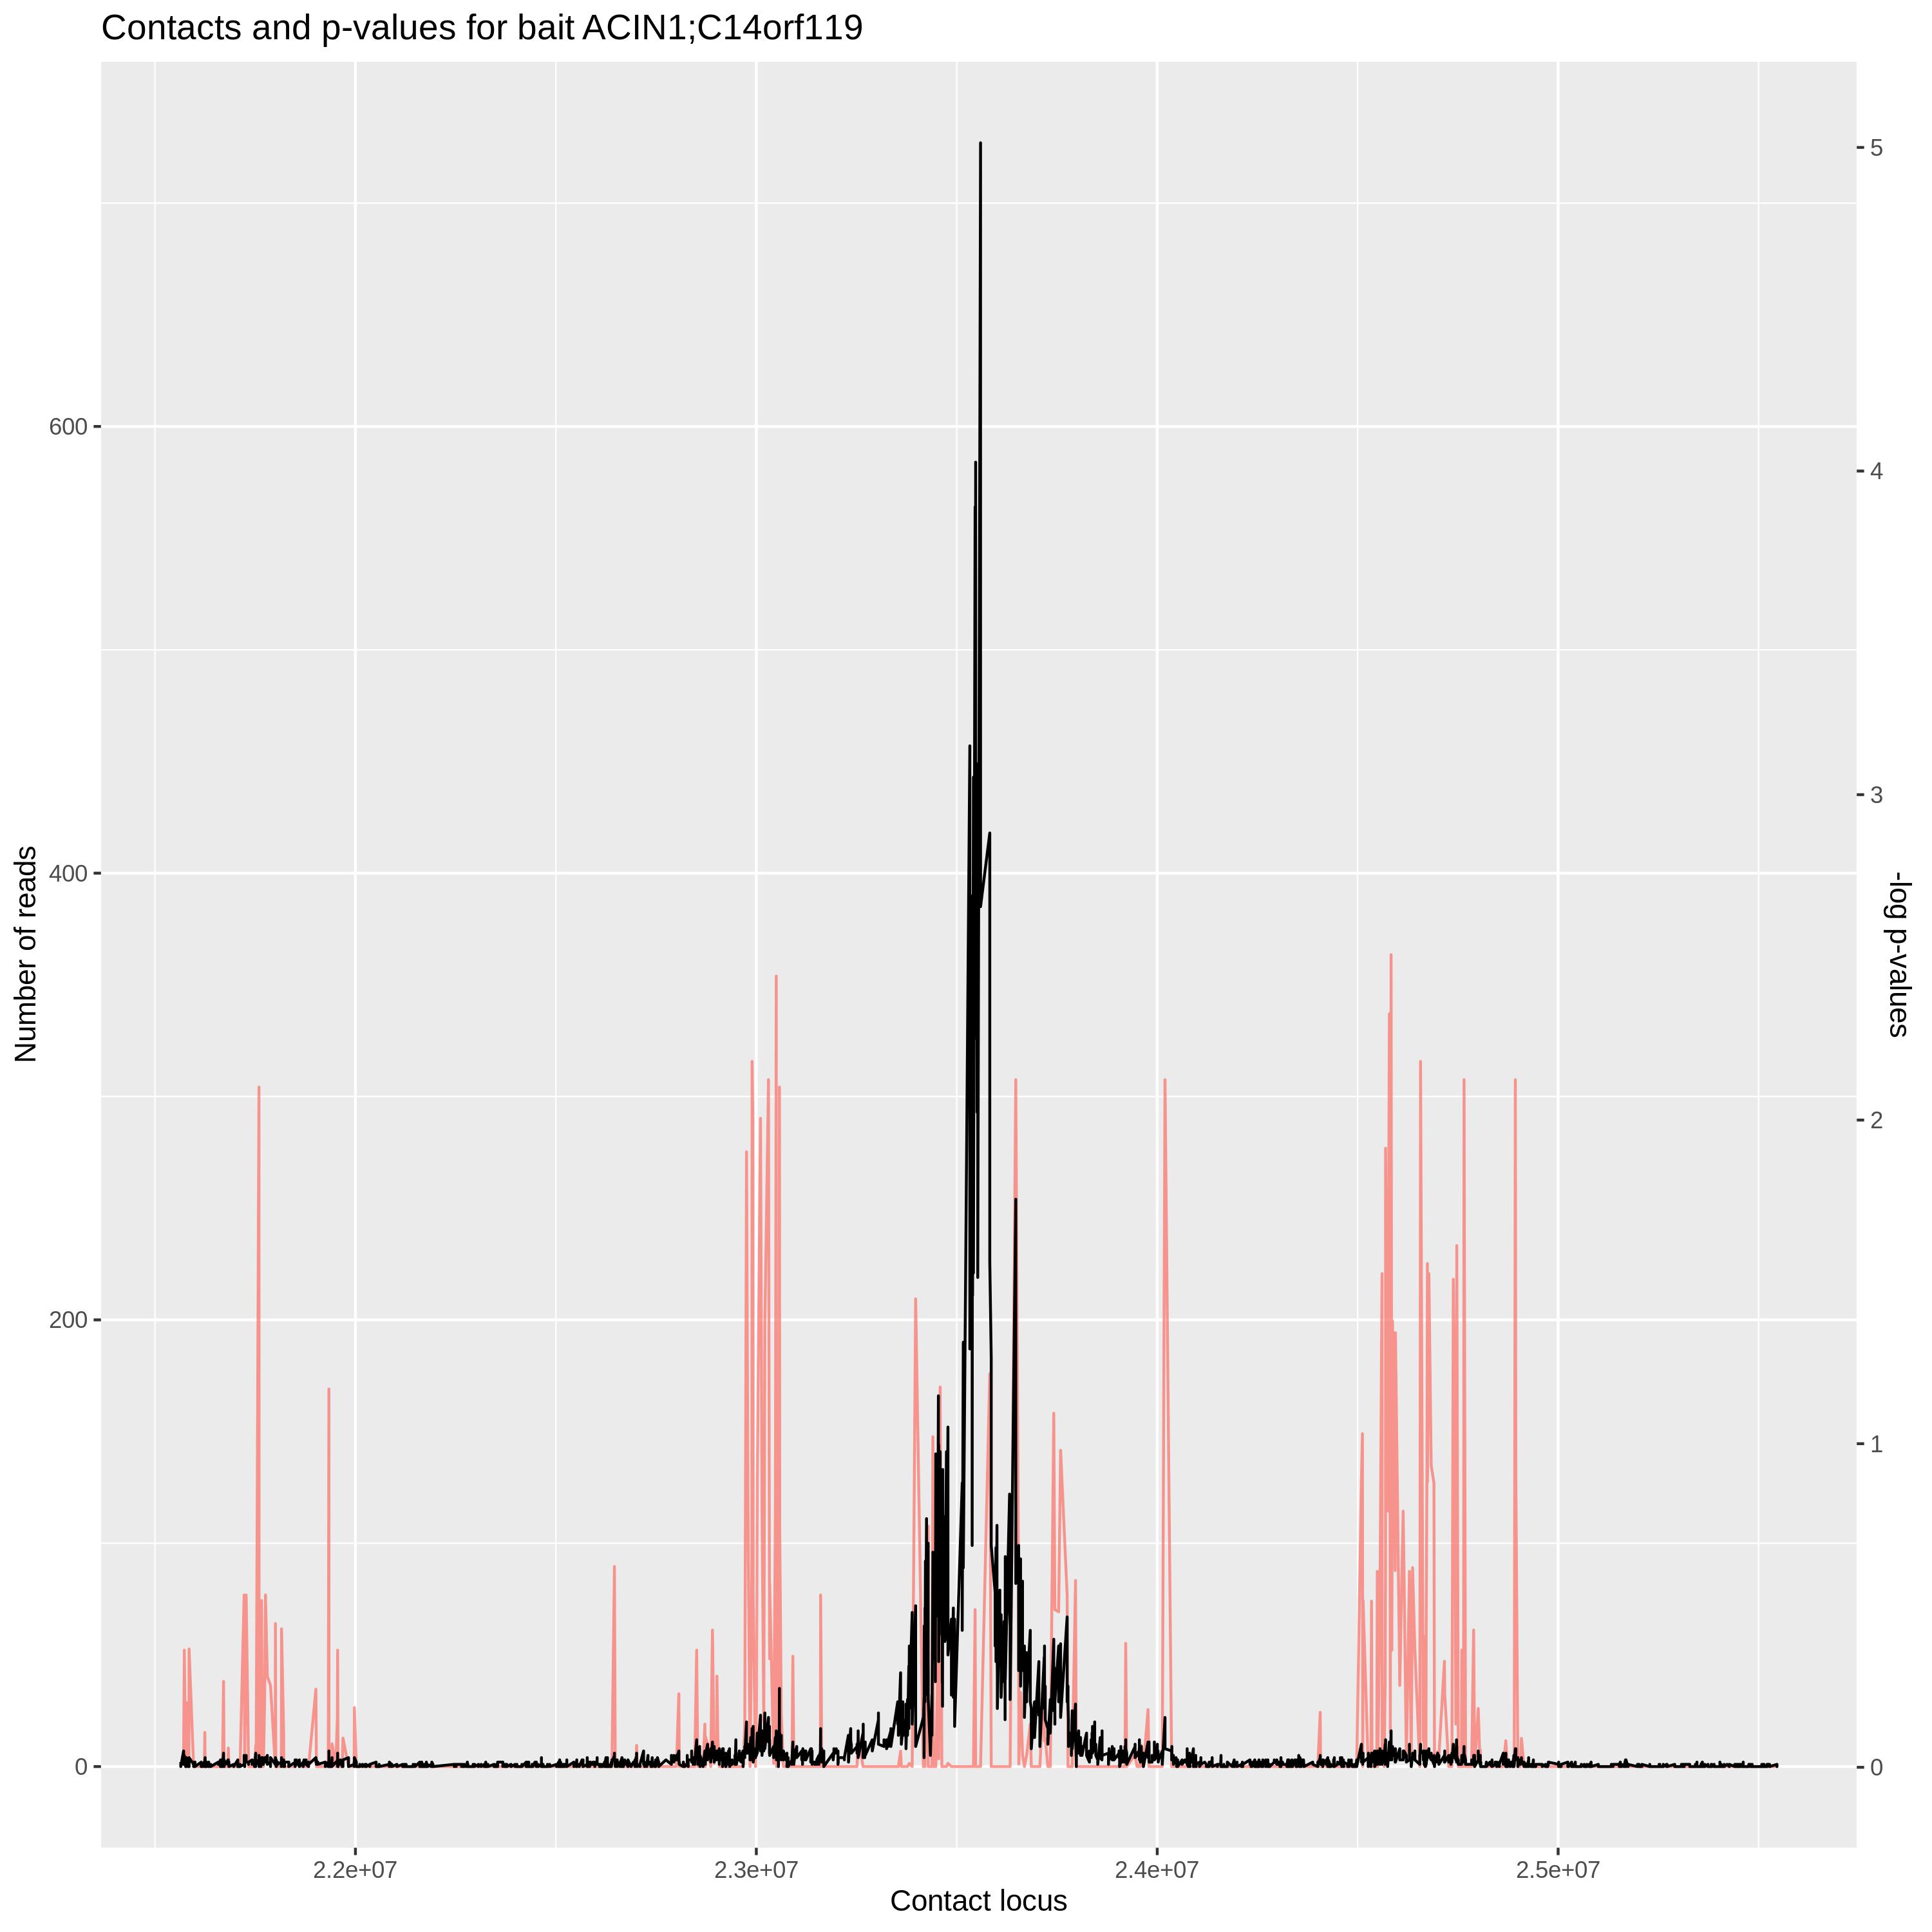 Contacts and p-values for bait ACIN1;C14orf119
600
400
200
0
5
4
3
2
1
0
Number of reads
-log p-values
2.2e+07
2.3e+07
2.4e+07
2.5e+07
Contact locus